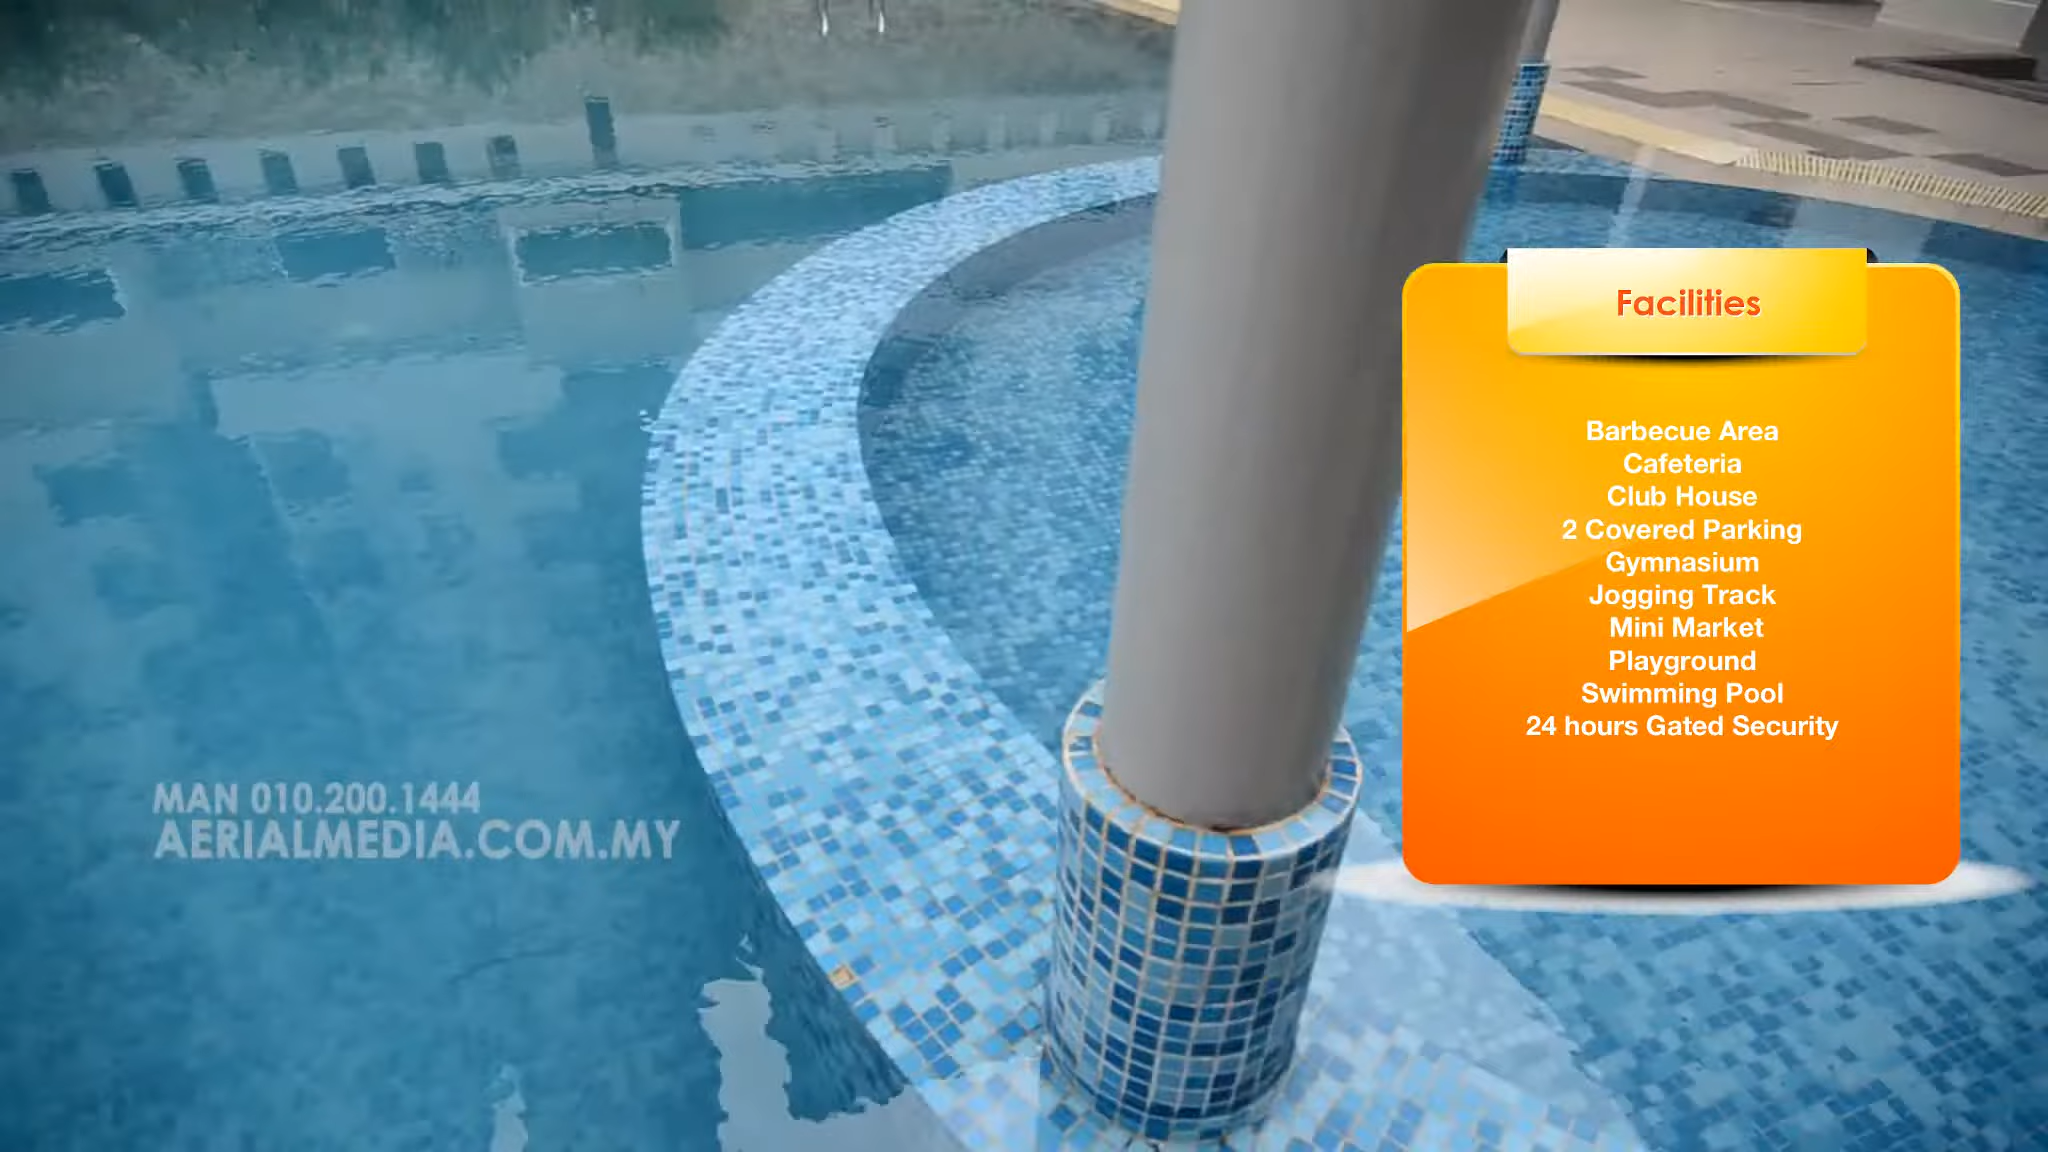 Facilities
Barbecue Area
Cafeteria
Club House
2 Covered Parking
Gymnasium
Jogging Track
Mini Market
Playground
Swimming Pool
24 hours Gated Security
MAN 010.200.1444
AERIALMEDIA.COM.MY